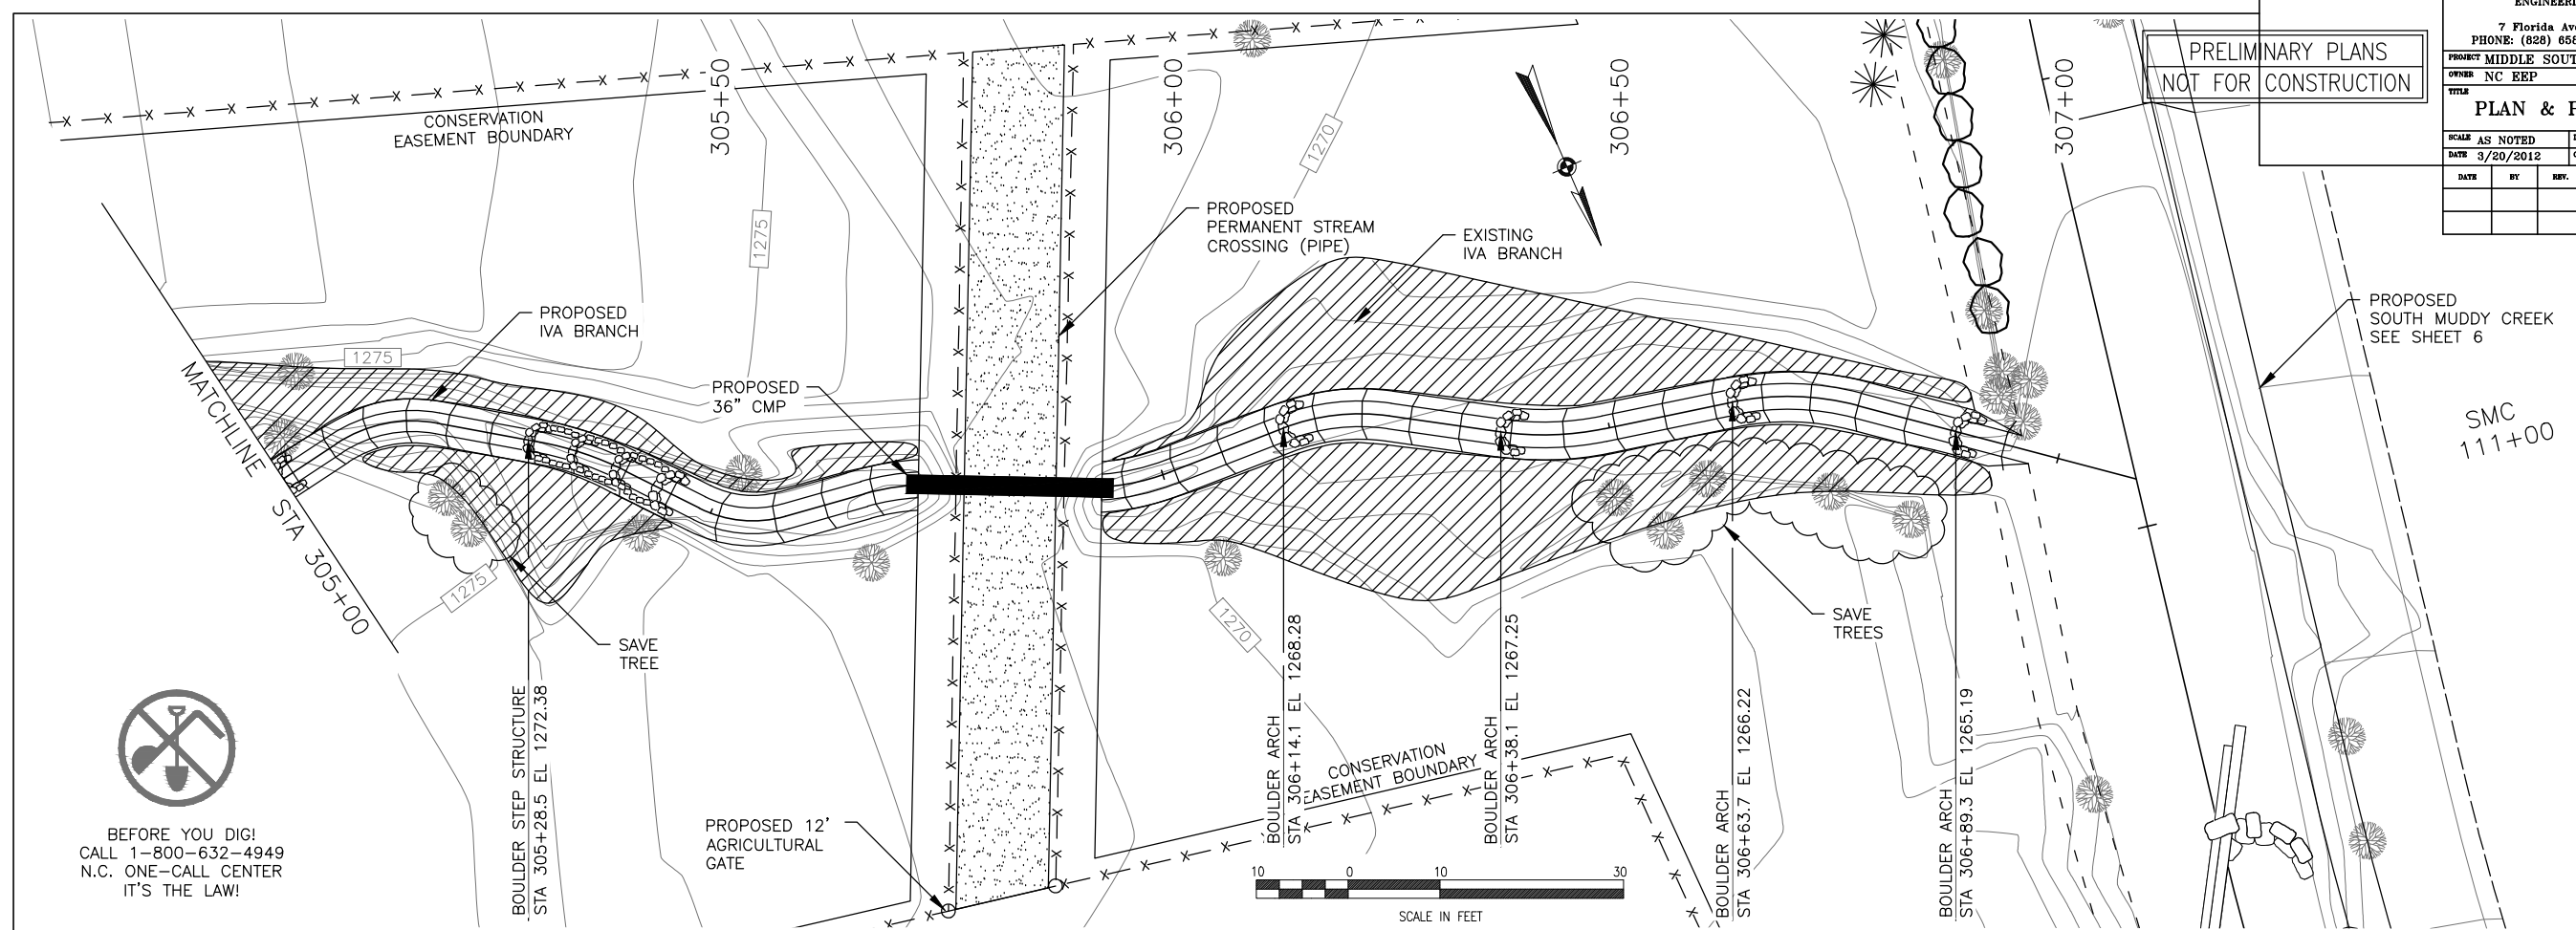 ENGINEERI
7 Florida Ave
PHONE: (828) 658
PROJECT MIDDLE SOUT
OWNER NC EEP
TITLE
PLAN & P
SCALE AS NOTED
DATE 3/20/2012
DATE BY REV.
PRELIMINARY PLANS
NOT FOR CONSTRUCTION
CONSERVATION
EASEMENT BOUNDARY
305+50
306+00
306+50
307+00
1270
1275
PROPOSED
PERMANENT STREAM
CROSSING (PIPE)
EXISTING
IVA BRANCH
PROPOSED
IVA BRANCH
PROPOSED
SOUTH MUDDY CREEK
SEE SHEET 6
1275
PROPOSED
36" CMP
MATCHLINE STA 305+00
SMC
111+00
1275
1270
SAVE
TREE
SAVE
TREES
BOULDER STEP STRUCTURE
STA 305+28.5 EL 1272.38
BOULDER ARCH
STA 306+14.1 EL 1268.28
BOULDER ARCH
STA 306+38.1 EL 1267.25
BOULDER ARCH
STA 306+63.7 EL 1266.22
BOULDER ARCH
STA 306+89.3 EL 1265.19
CONSERVATION
EASEMENT BOUNDARY
PROPOSED 12'
AGRICULTURAL
GATE
BEFORE YOU DIG!
CALL 1-800-632-4949
N.C. ONE-CALL CENTER
IT'S THE LAW!
10 0 10 30
SCALE IN FEET